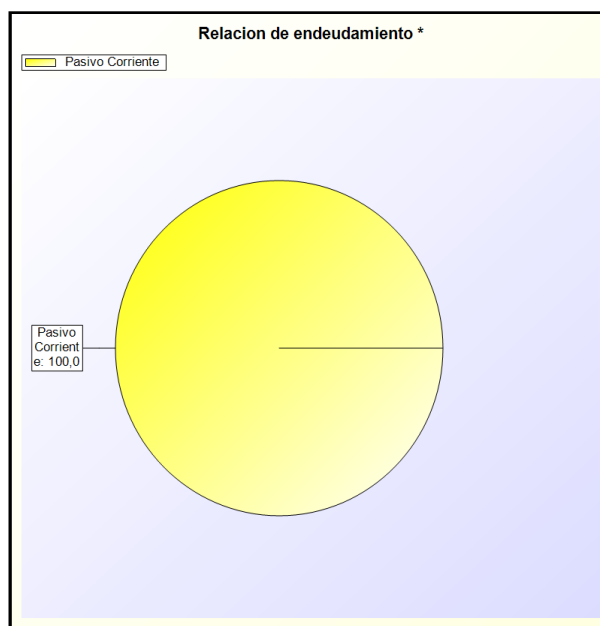 Relacion de endeudamiento *
Pasivo Corriente
Pasivo
Corrient
e: 100,0